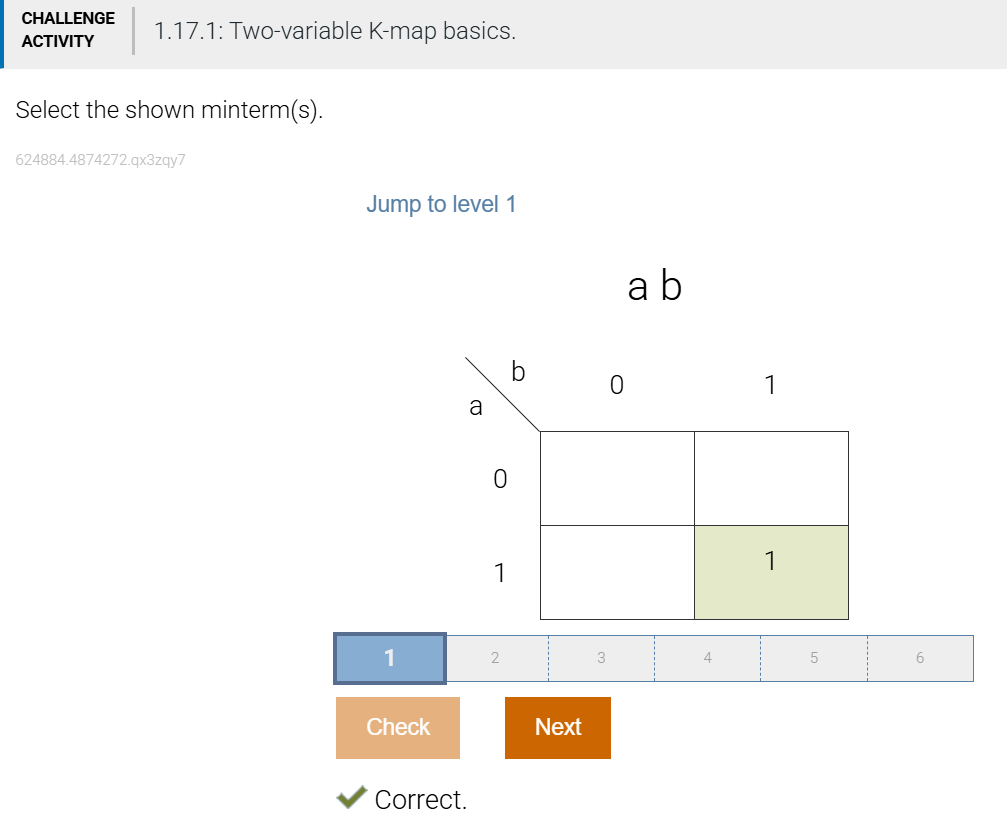 CHALLENGE
ACTIVITY
1.17.1: Two-variable K-map basics.
Select the shown minterm(s).
624884.4874272.qx3zqy7
Jump to level 1
a b
b
0 1
a
0
1
1
1 2 3 4 5 6
Check Next
Correct.